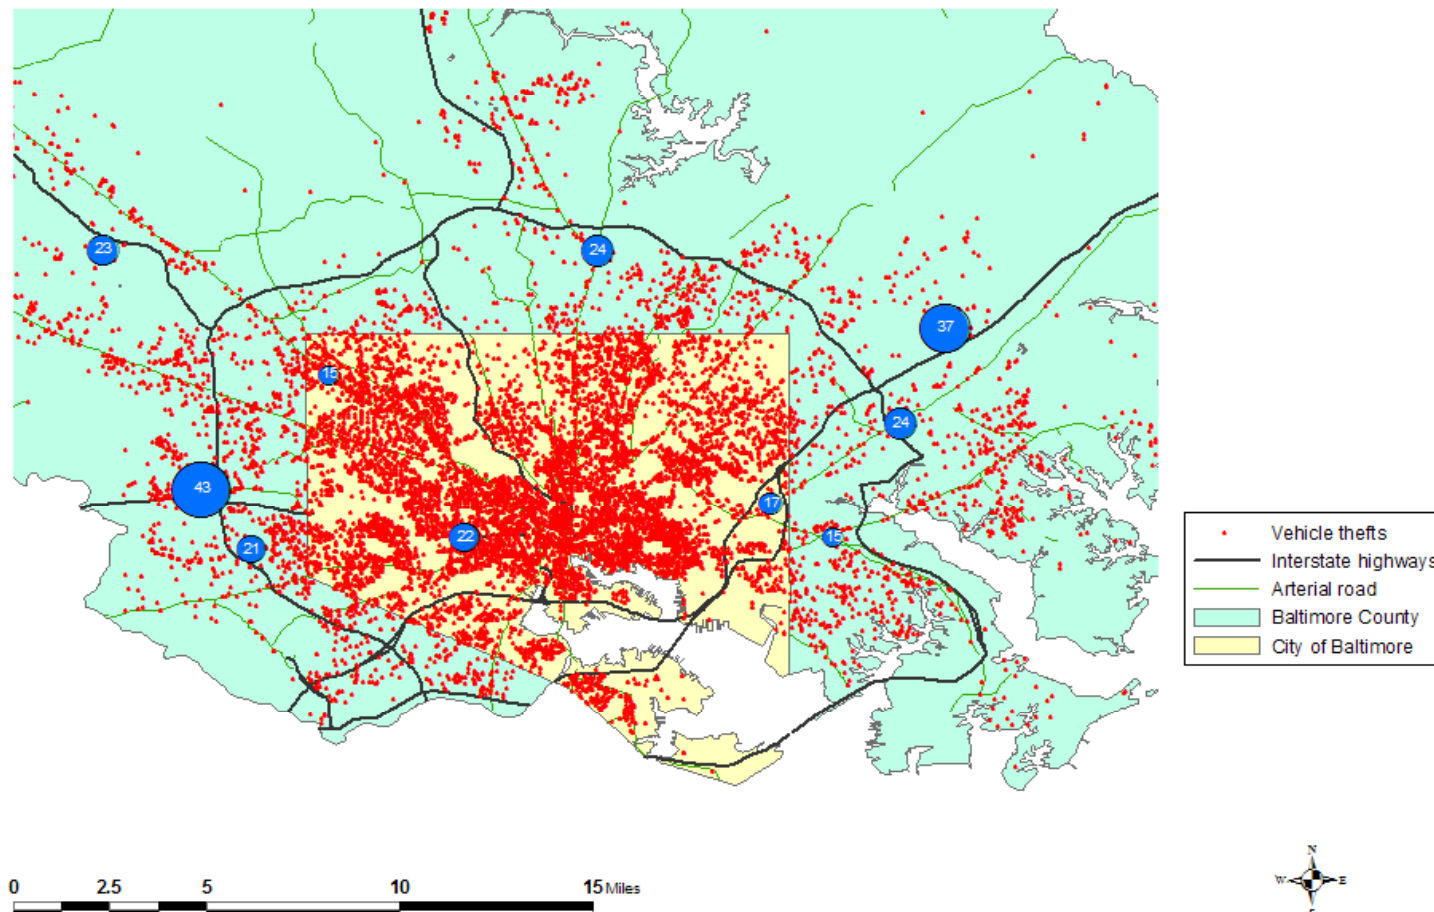 23
24
37
15
24
43
17
22
15
21
Vehicle thefts
Interstate highways
Arterial road
Baltimore County
City of Baltimore
N
W E
0 2.5 5 10 15 Miles